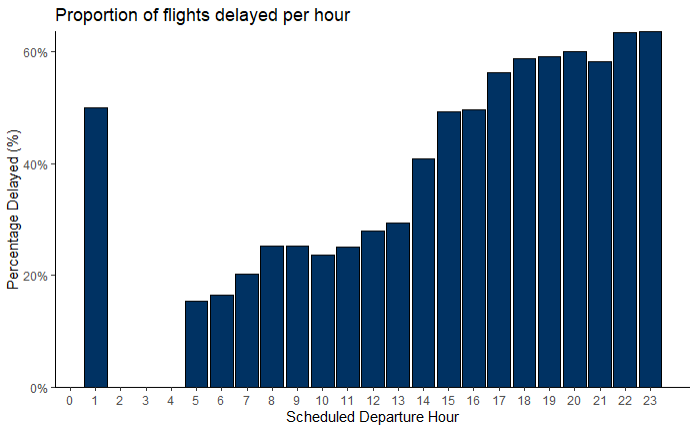 Proportion of flights delayed per hour
Percentage Delayed (%)
60%
40%
20%
0%
0 1 2 3 4 5 6 7 8 9 10 11 12 13 14 15 16 17 18 19 20 21 22 23
Scheduled Departure Hour